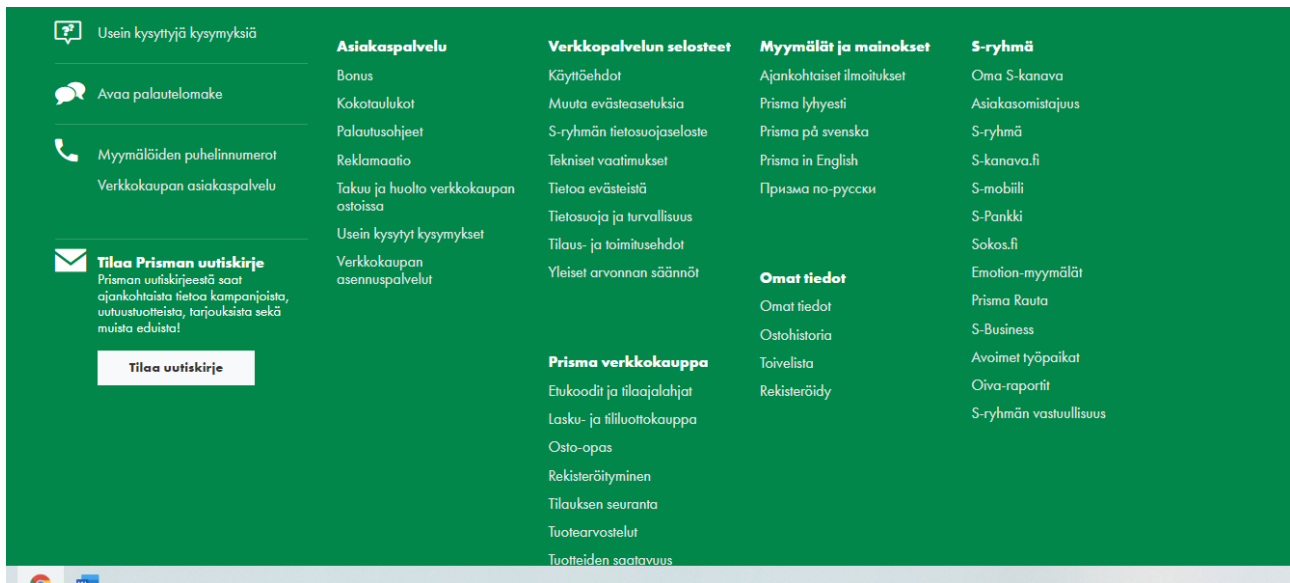 Usein kysyttyjä kysymyksiä
Avaa palautelomake
Myymälöiden puhelinnumerot
Verkkokaupan asiakaspalvelu
Tilaa Prisman uutiskirje
Prisman uutiskirjeestä saat
ajankohtaista tietoa kampanjoista,
uutuustuotteista, tarjouksista sekä
muista eduista!
Tilaa uutiskirje
Asiakaspalvelu
Bonus
Kokotaulukot
Palautusohjeet
Reklamaatio
Takuu ja huolto verkkokaupan
ostoissa
Usein kysytyt kysymykset
Verkkokaupan
asennuspalvelut
Verkkopalvelun selosteet
Käyttöehdot
Muuta evästeasetuksia
S-ryhmän tietosuojaseloste
Tekniset vaatimukset
Tietoa evästeistä
Tietosuoja ja turvallisuus
Tilaus- ja toimitusehdot
Yleiset arvonnan säännöt
Prisma verkkokauppa
Etukoodit ja tilaajalahjat
Lasku- ja tililuottokauppa
Osto-opas
Rekisteröityminen
Tilauksen seuranta
Tuotearvostelut
Tuotteiden saatavuus
Myymälät ja mainokset
Ajankohtaiset ilmoitukset
Prisma lyhyesti
Prisma på svenska
Prisma in English
Призма по-русски
Omat tiedot
Omat tiedot
Ostohistoria
Toivelista
Rekisteröidy
S-ryhmä
Oma S-kanava
Asiakasomistajuus
S-ryhmä
S-kanava.fi
S-mobiili
S-Pankki
Sokos.fi
Emotion-myymälät
Prisma Rauta
S-Business
Avoimet työpaikat
Oiva-raportit
S-ryhmän vastuullisuus